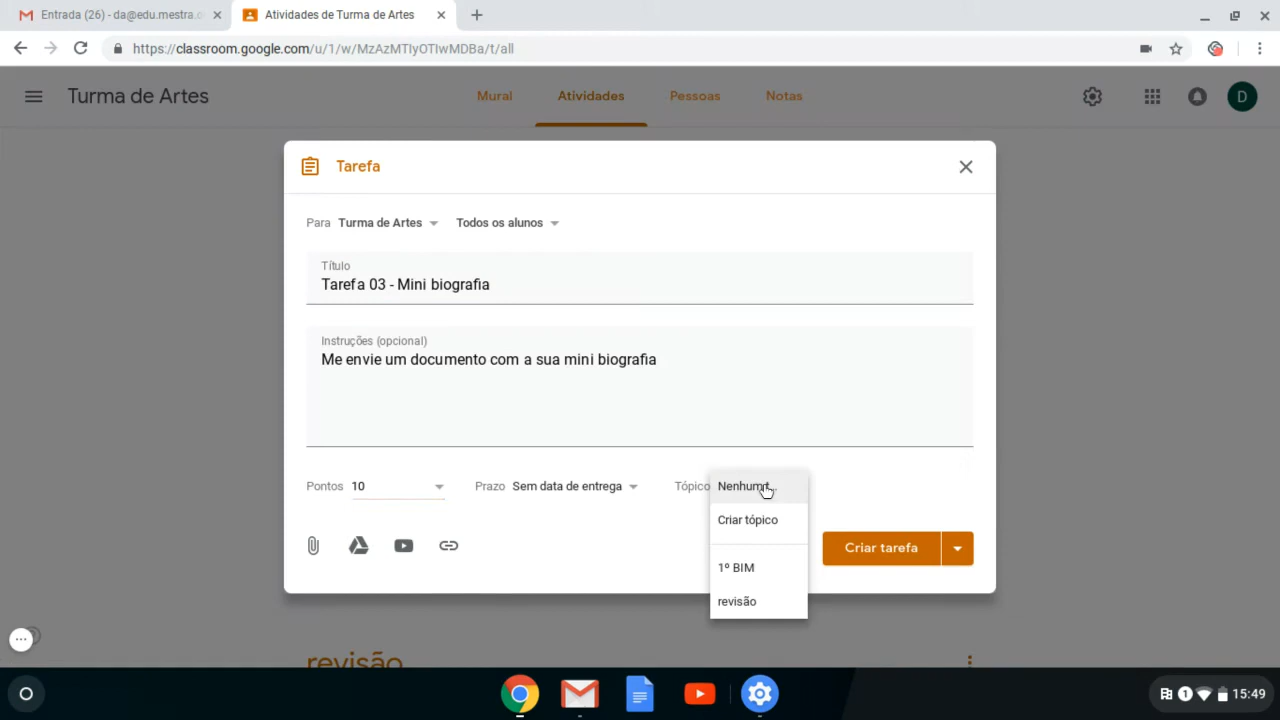 Entrada (26) - da@edu.mestra.
Atividades de Turma de Artes
https://classroom.google.com/u/1/w/MzAzMTIyOTIwMDBa/t/all
Turma de Artes
Mural
Atividades
Pessoas
Notas
D
Tarefa
Para Turma de Artes
Todos os alunos
Título
Tarefa 03 - Mini biografia
Instruções (opcional)
Me envie um documento com a sua mini biografia
Pontos 10
Prazo Sem data de entrega
Tópico
Criar tópico
1º BIM
revisão
Criar tarefa
revisão
1
15:49